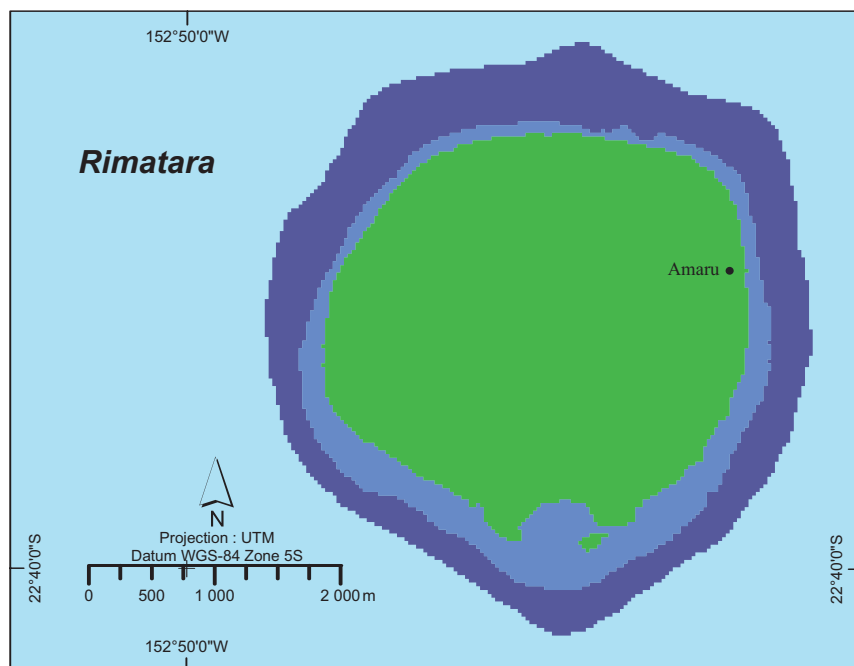 152°50'0"W
Rimatara
Amaru
N
Projection : UTM
Datum WGS-84 Zone 5S
22°40'0"S
22°40'0"S
0 500 1 000 2 000 m
152°50'0"W